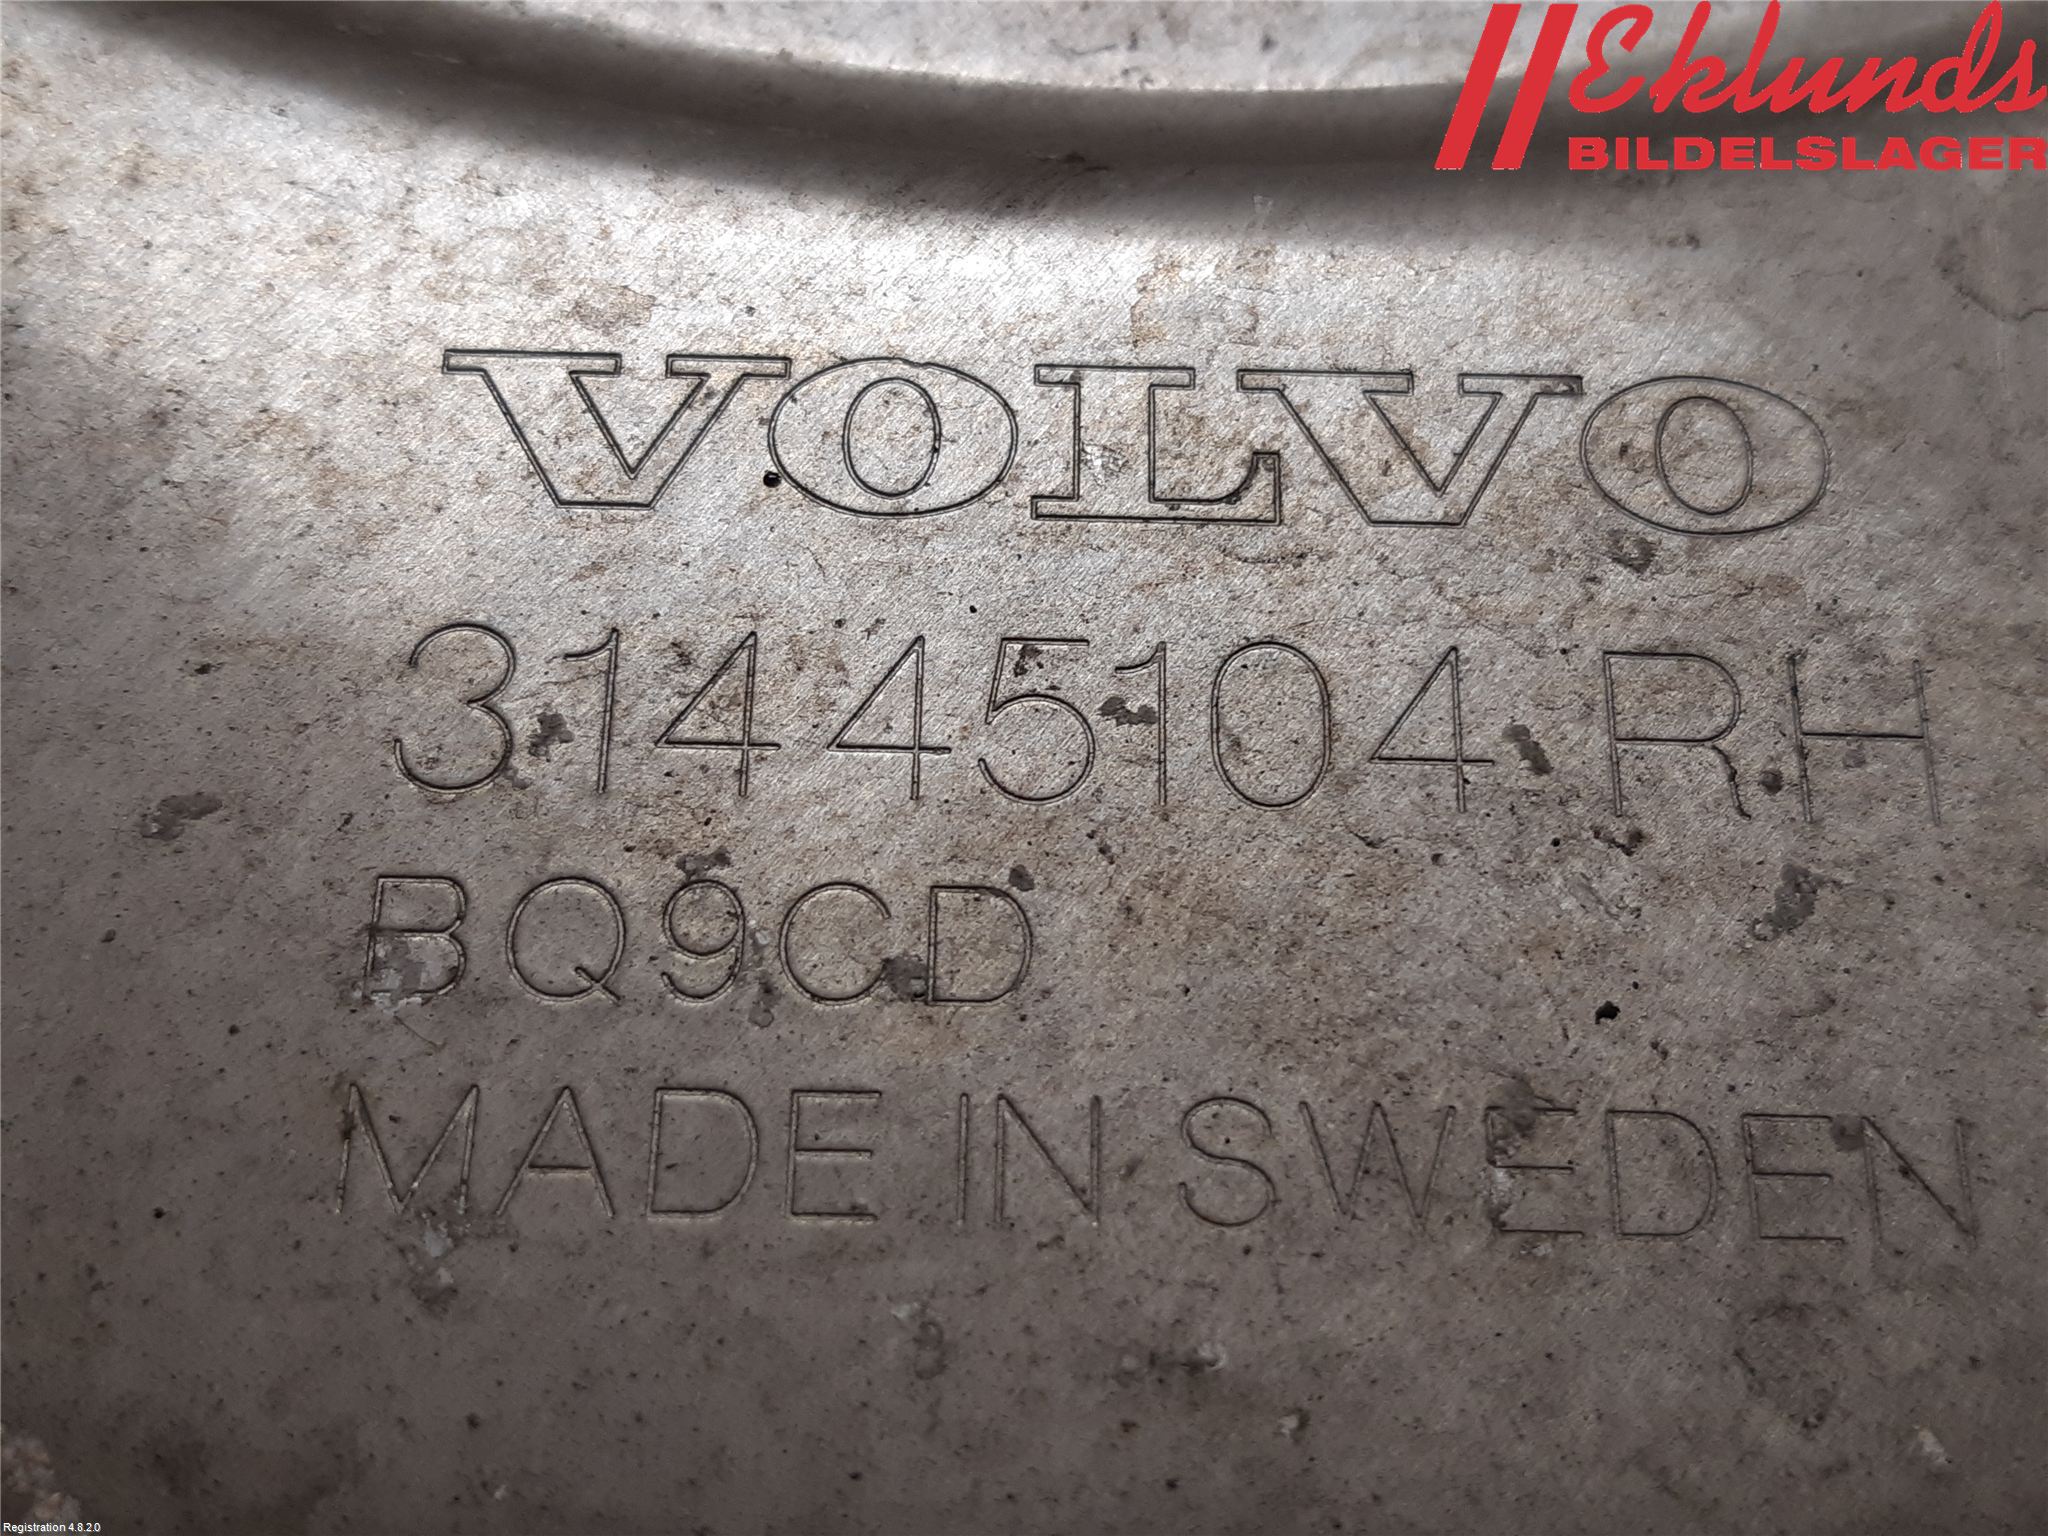 Eklunds
BILDELSLAGER
VOLVO
31445104 RH
BQ9CD
MADE IN SWEDEN
Registration 4.8.2.0